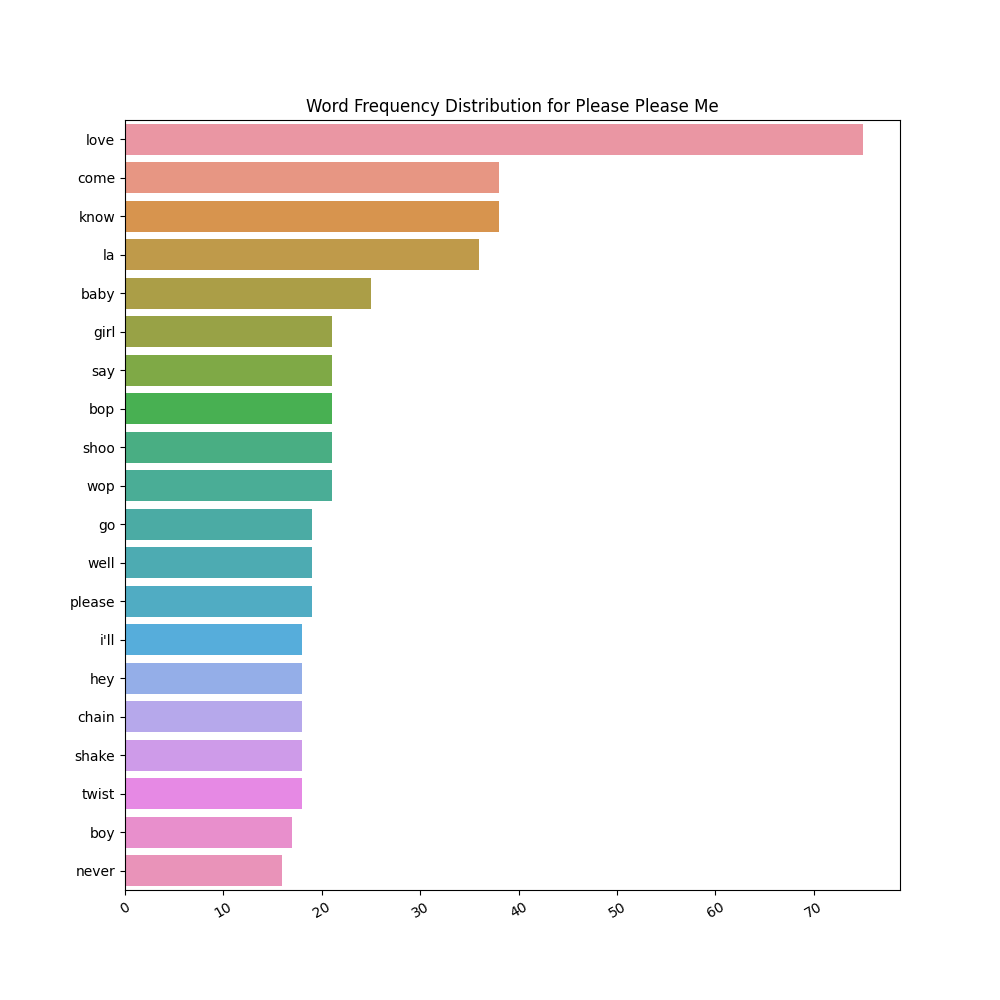 Word Frequency Distribution for Please Please Me
love
come
know
la
baby
girl
say
bop
shoo
wop
go
well
please
i'll
hey
chain
shake
twist
boy
never
0 10 20 30 40 50 60 70